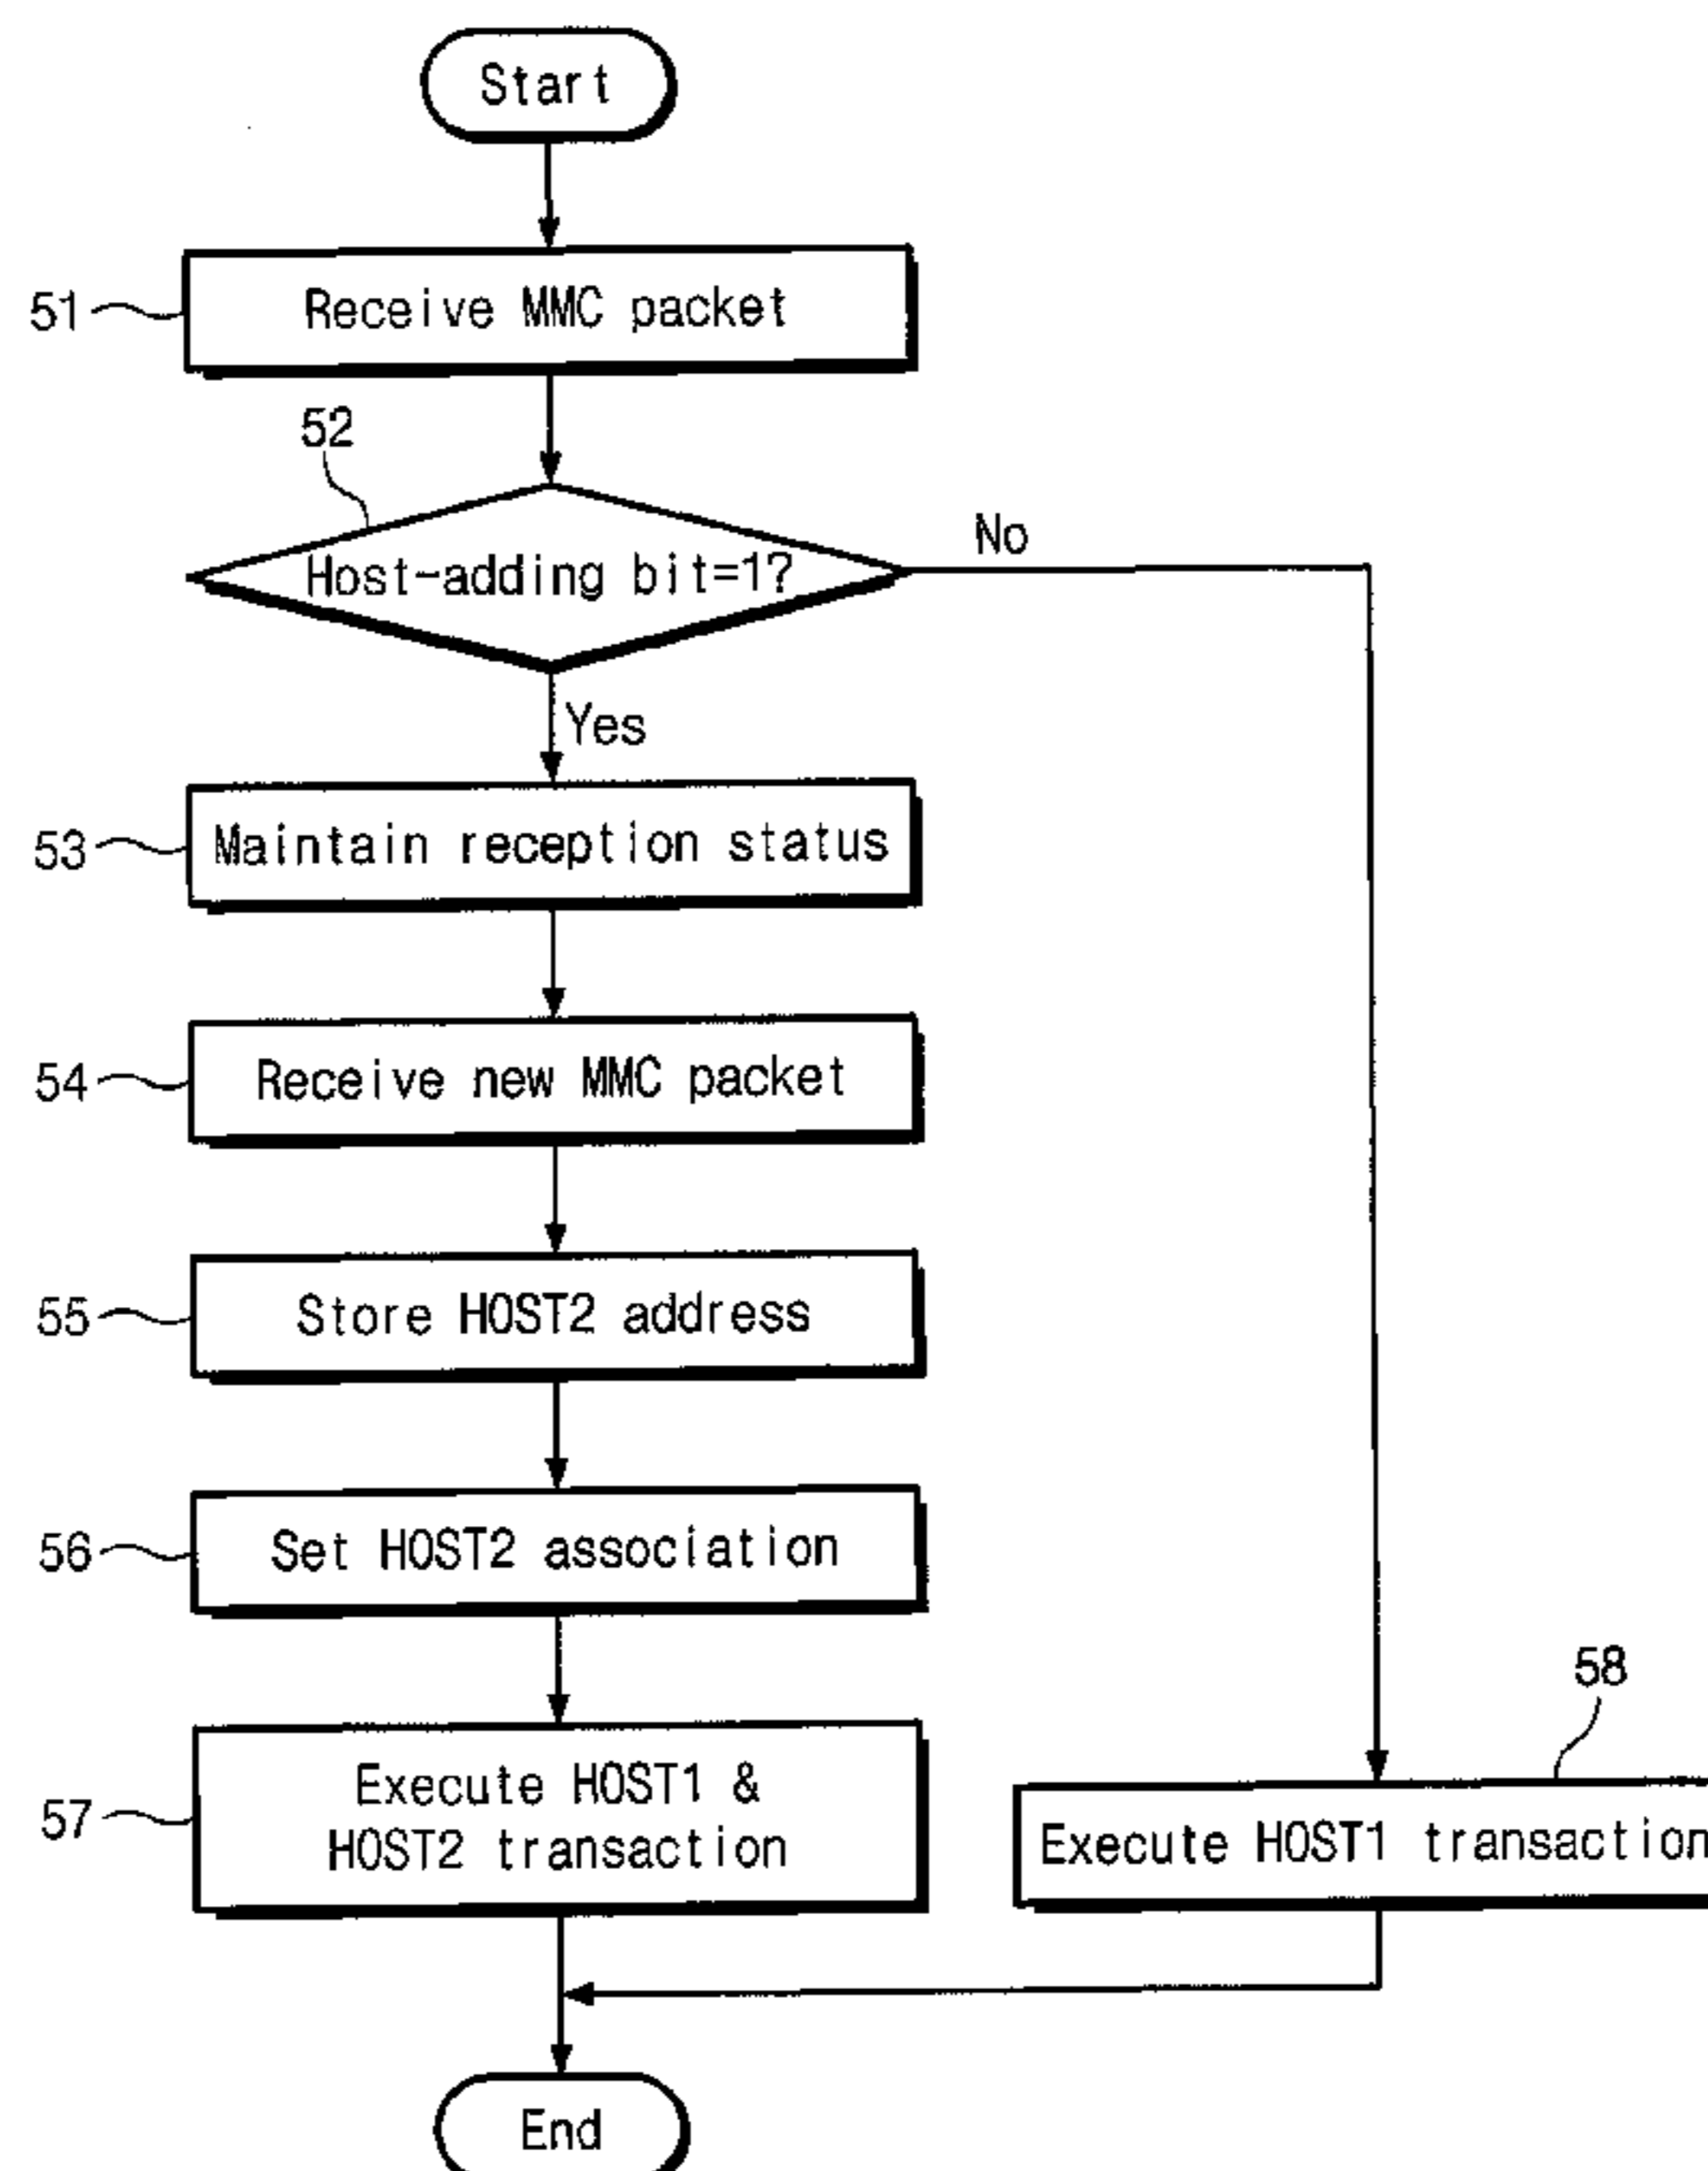 Start
51
Receive MMC packet
52
Host-adding bit=1?
No
Yes
53
Maintain reception status
54
Receive new MMC packet
55
Store HOST2 address
56
Set HOST2 association
57
Execute HOST1 &
HOST2 transaction
58
Execute HOST1 transaction
End